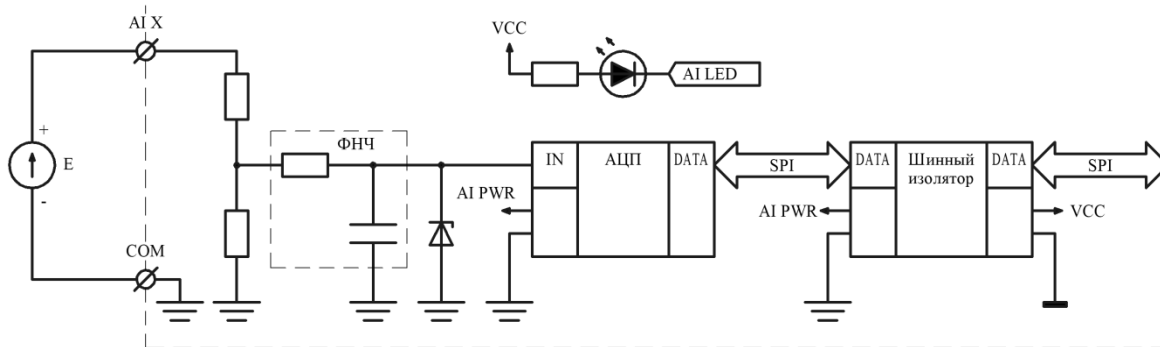 AI X
VCC
AI LED
+
E
-
ФНЧ
IN
АЦП
DATA
SPI
DATA
Шинный
изолятор
DATA
SPI
AI PWR
AI PWR
VCC
COM